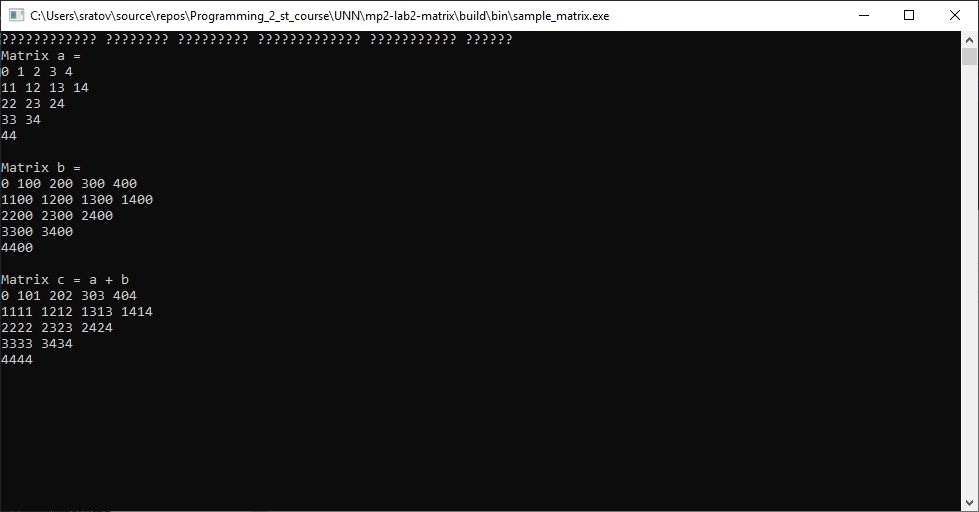 C:\Users\sratov\source\repos\Programming_2_st_course\UNN\mp2-lab2-matrix\build\bin\sample_matrix.exe
???????????? ???????? ????????? ????????????? ??????????? ??????
Matrix a =
0 1 2 3 4
11 12 13 14
22 23 24
33 34
44
Matrix b =
0 100 200 300 400
1100 1200 1300 1400
2200 2300 2400
3300 3400
4400
Matrix c = a + b
0 101 202 303 404
1111 1212 1313 1414
2222 2323 2424
3333 3434
4444